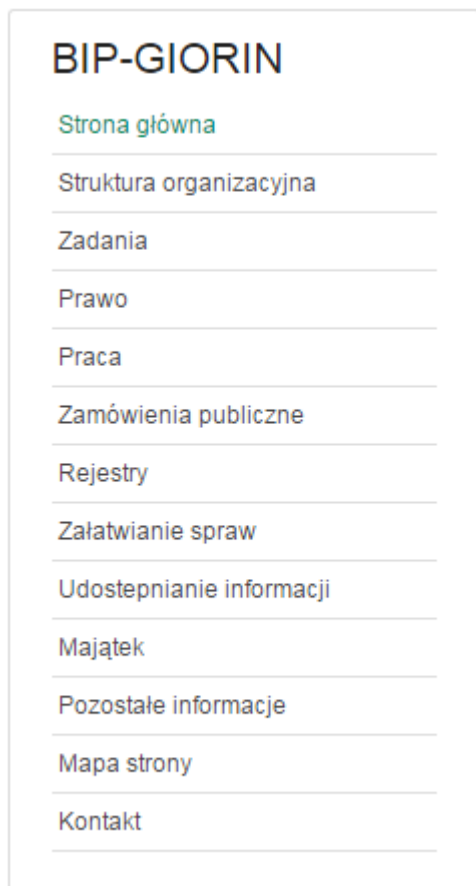 BIP-GIORIN
Strona główna
Struktura organizacyjna
Zadania
Prawo
Praca
Zamówienia publiczne
Rejestry
Załatwianie spraw
Udostepnianie informacji
Majątek
Pozostałe informacje
Mapa strony
Kontakt